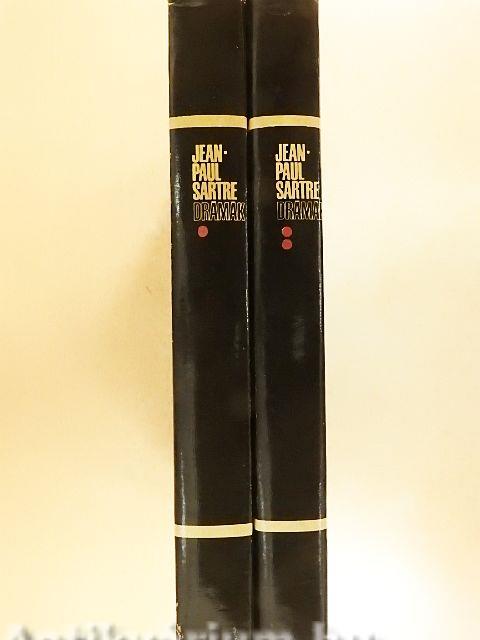 JEAN-
PAUL
SARTRE
DRÁMÁK
JEAN-
PAUL
SARTRE
DRÁMÁK